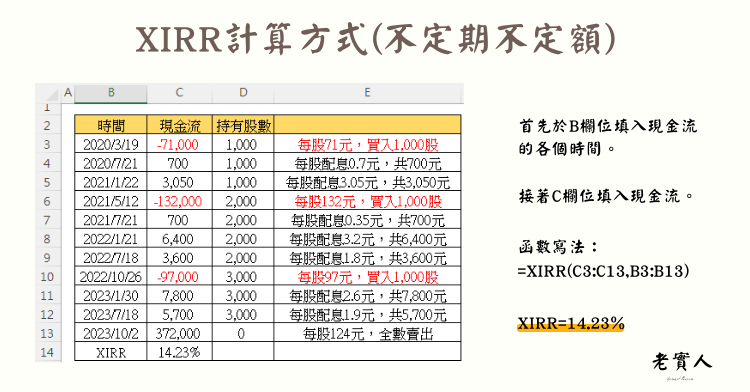 XIRR計算方式(不定期不定額)
A B C D E
1
2 時間 現金流 持有股數
3 2020/3/19 -71,000 1,000 每股71元，買入1,000股
4 2020/7/21 700 1,000 每股配息0.7元，共700元
5 2021/1/22 3,050 1,000 每股配息3.05元，共3,050元
6 2021/5/12 -132,000 2,000 每股132元，買入1,000股
7 2021/7/21 700 2,000 每股配息0.35元，共700元
8 2022/1/21 6,400 2,000 每股配息3.2元，共6,400元
9 2022/7/18 3,600 2,000 每股配息1.8元，共3,600元
10 2022/10/26 -97,000 3,000 每股97元，買入1,000股
11 2023/1/30 7,800 3,000 每股配息2.6元，共7,800元
12 2023/7/18 5,700 3,000 每股配息1.9元，共5,700元
13 2023/10/2 372,000 0 每股124元，全數賣出
14 XIRR 14.23%
首先於B欄位填入現金流
的各個時間。
接著C欄位填入現金流。
函數寫法：
=XIRR(C3:C13,B3:B13)
XIRR=14.23%
老實人